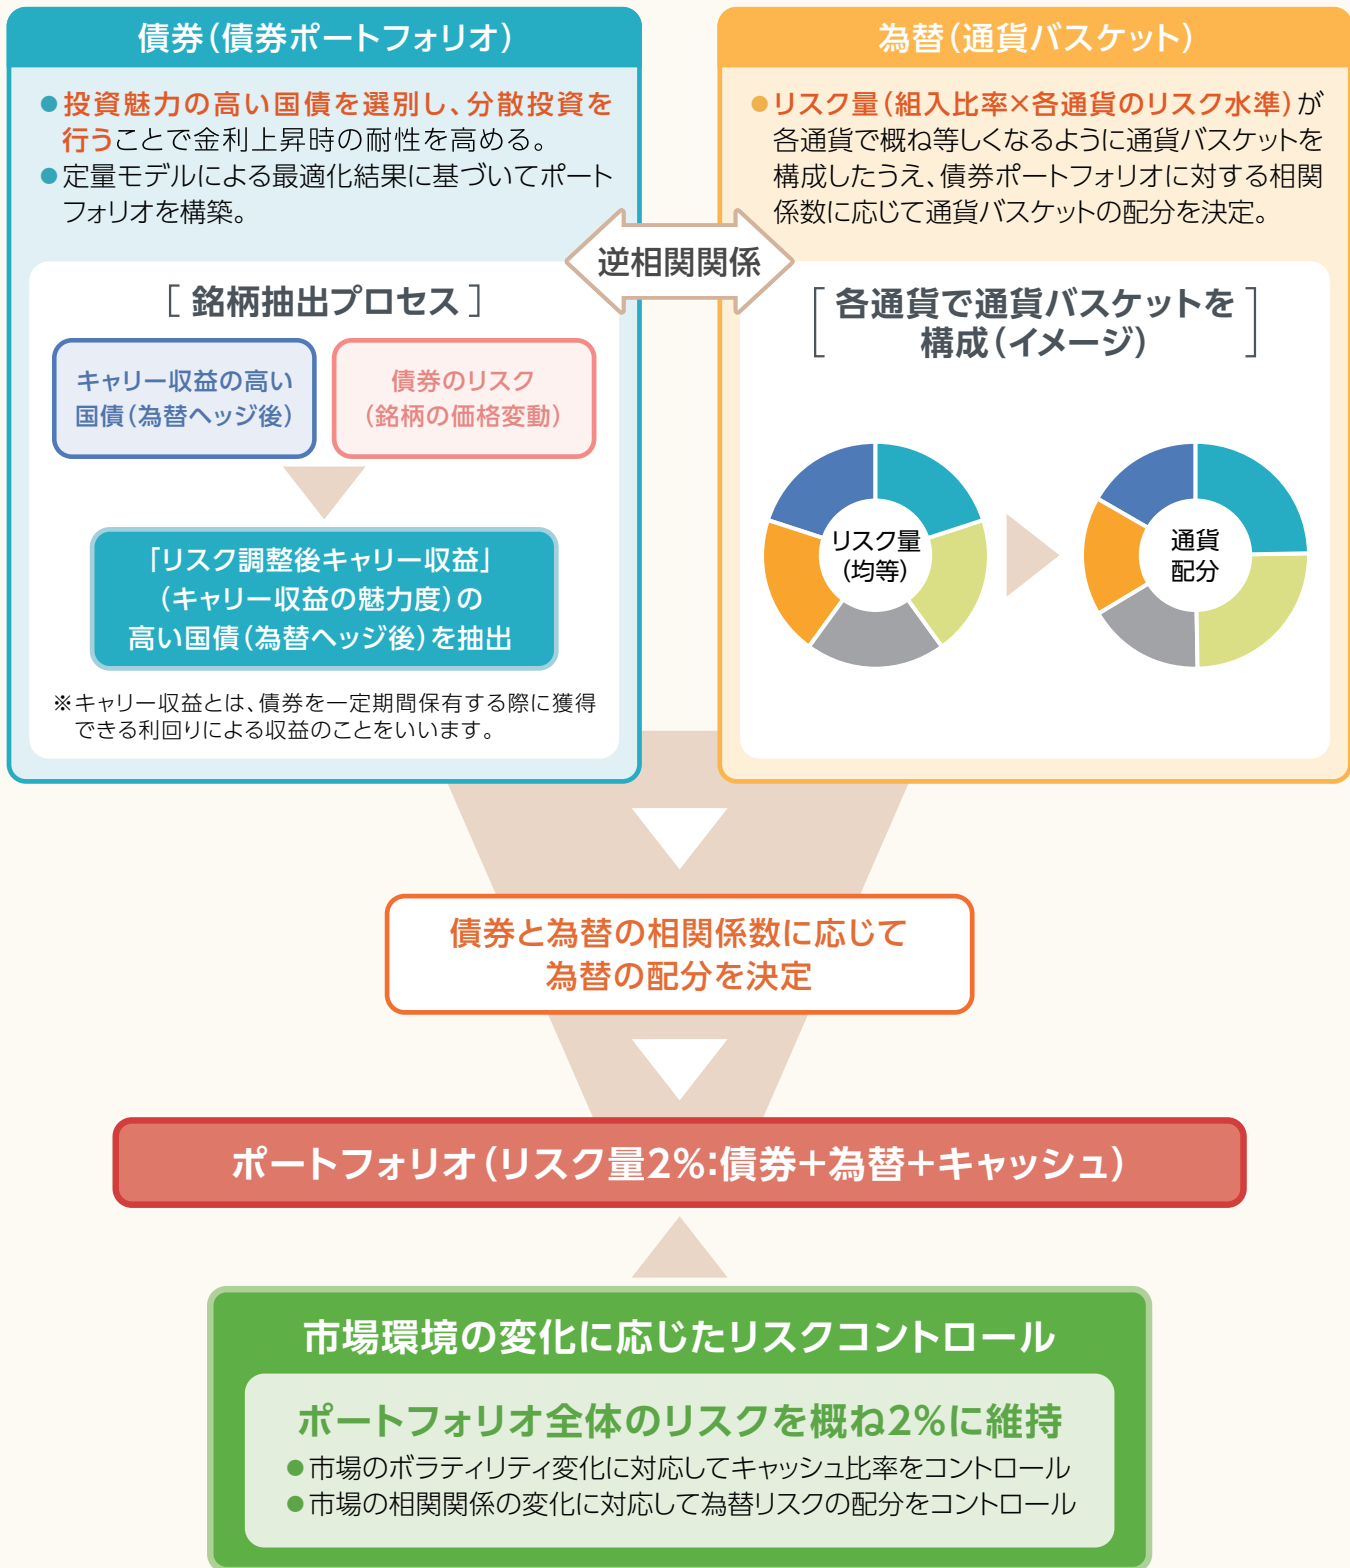 債券(債券ポートフォリオ)
●投資魅力の高い国債を選別し、分散投資を
行うことで金利上昇時の耐性を高める。
●定量モデルによる最適化結果に基づいてポート
フォリオを構築。
[ 銘柄抽出プロセス ]
キャリー収益の高い
国債(為替ヘッジ後)
債券のリスク
(銘柄の価格変動)
「リスク調整後キャリー収益」
(キャリー収益の魅力度)の
高い国債(為替ヘッジ後)を抽出
※キャリー収益とは、債券を一定期間保有する際に獲得
できる利回りによる収益のことをいいます。
逆相関関係
為替(通貨バスケット)
●リスク量(組入比率×各通貨のリスク水準)が
各通貨で概ね等しくなるように通貨バスケットを
構成したうえ、債券ポートフォリオに対する相関
係数に応じて通貨バスケットの配分を決定。
[ 各通貨で通貨バスケットを
構成(イメージ) ]
リスク量
(均等)
通貨
配分
債券と為替の相関係数に応じて
為替の配分を決定
ポートフォリオ(リスク量2%:債券+為替+キャッシュ)
市場環境の変化に応じたリスクコントロール
ポートフォリオ全体のリスクを概ね2%に維持
●市場のボラティリティ変化に対応してキャッシュ比率をコントロール
●市場の相関関係の変化に対応して為替リスクの配分をコントロール